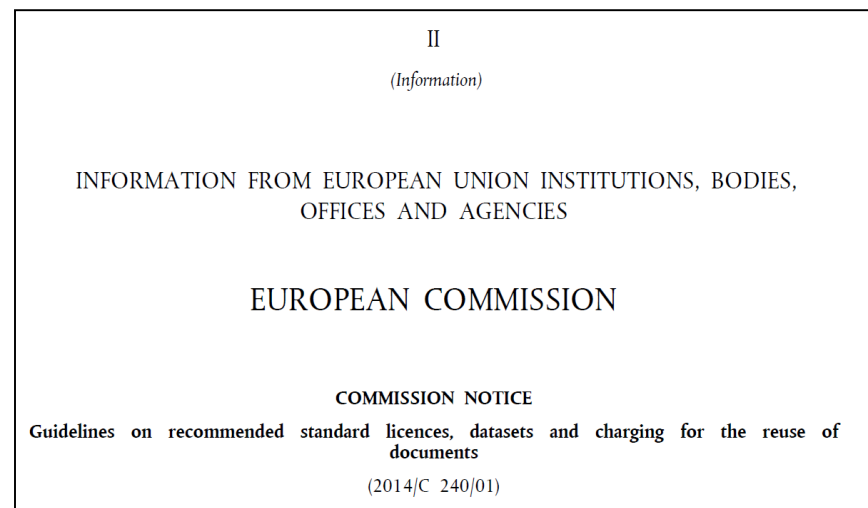 II
(Information)
INFORMATION FROM EUROPEAN UNION INSTITUTIONS, BODIES,
OFFICES AND AGENCIES
EUROPEAN COMMISSION
COMMISSION NOTICE
Guidelines on recommended standard licences, datasets and charging for the reuse of
documents
(2014/C 240/01)